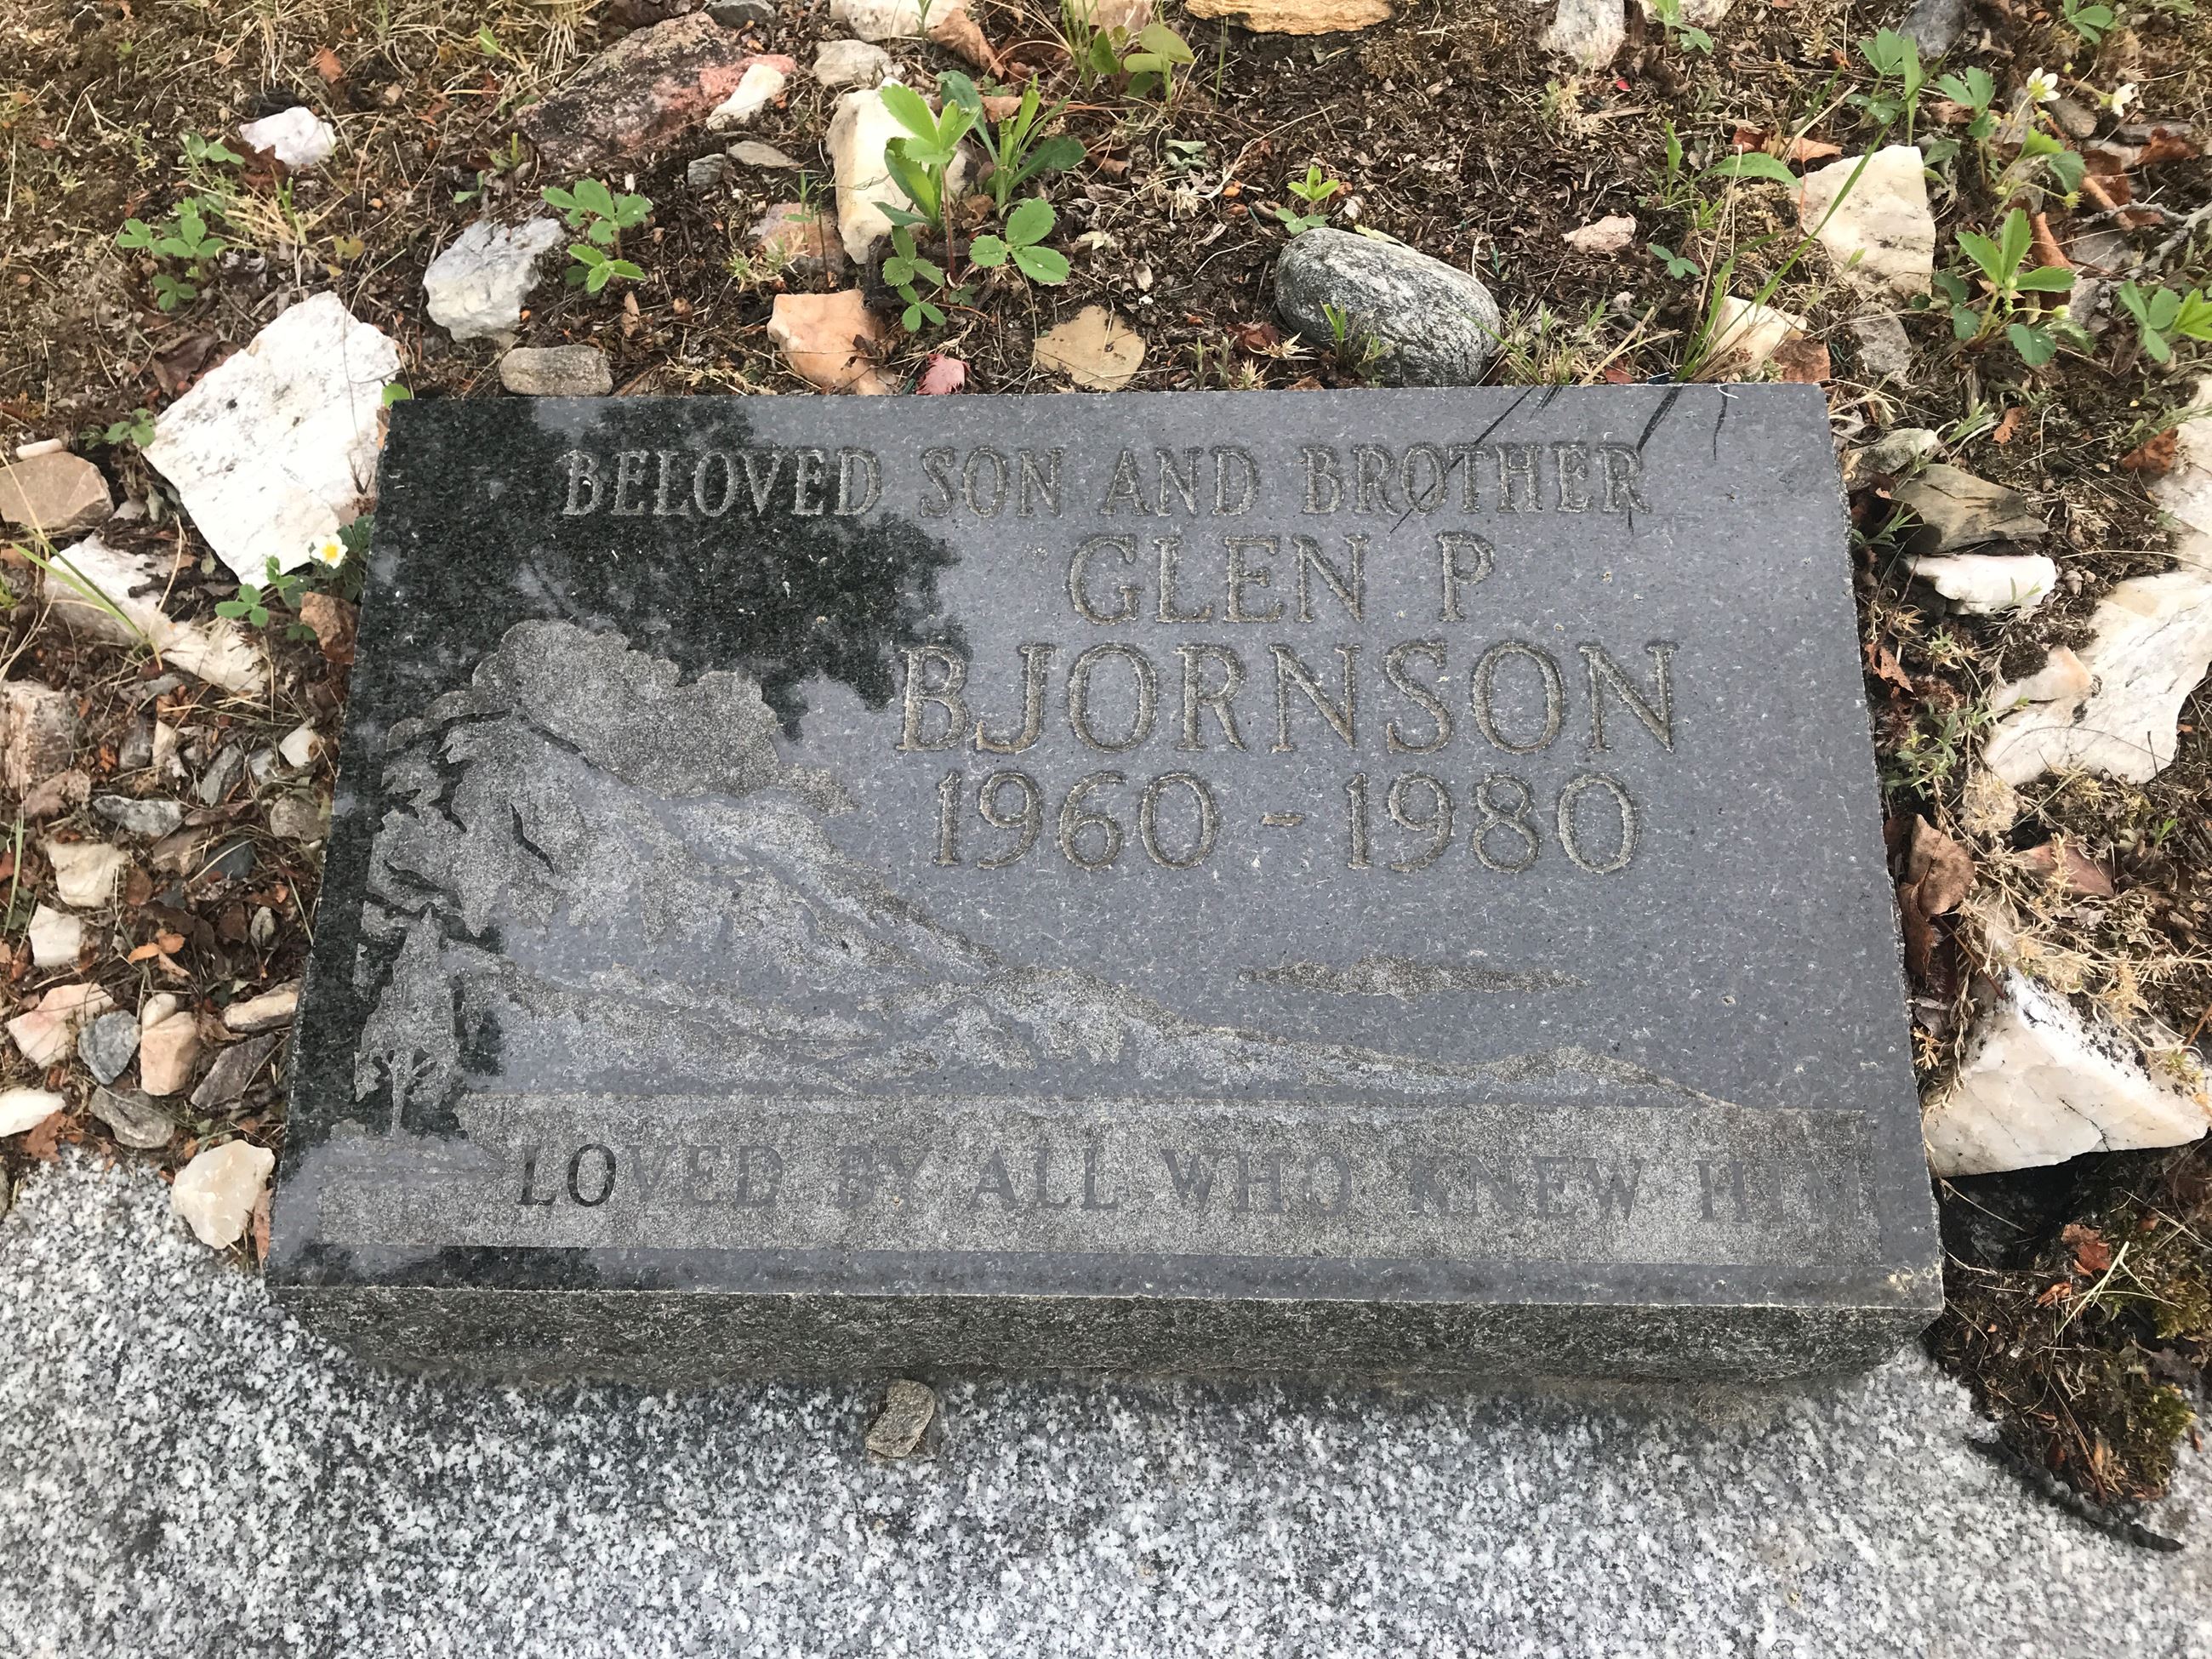 BELOVED SON AND BROTHER
GLEN P
BJORNSON
1960 - 1980
LOVED BY ALL WHO KNEW HIM